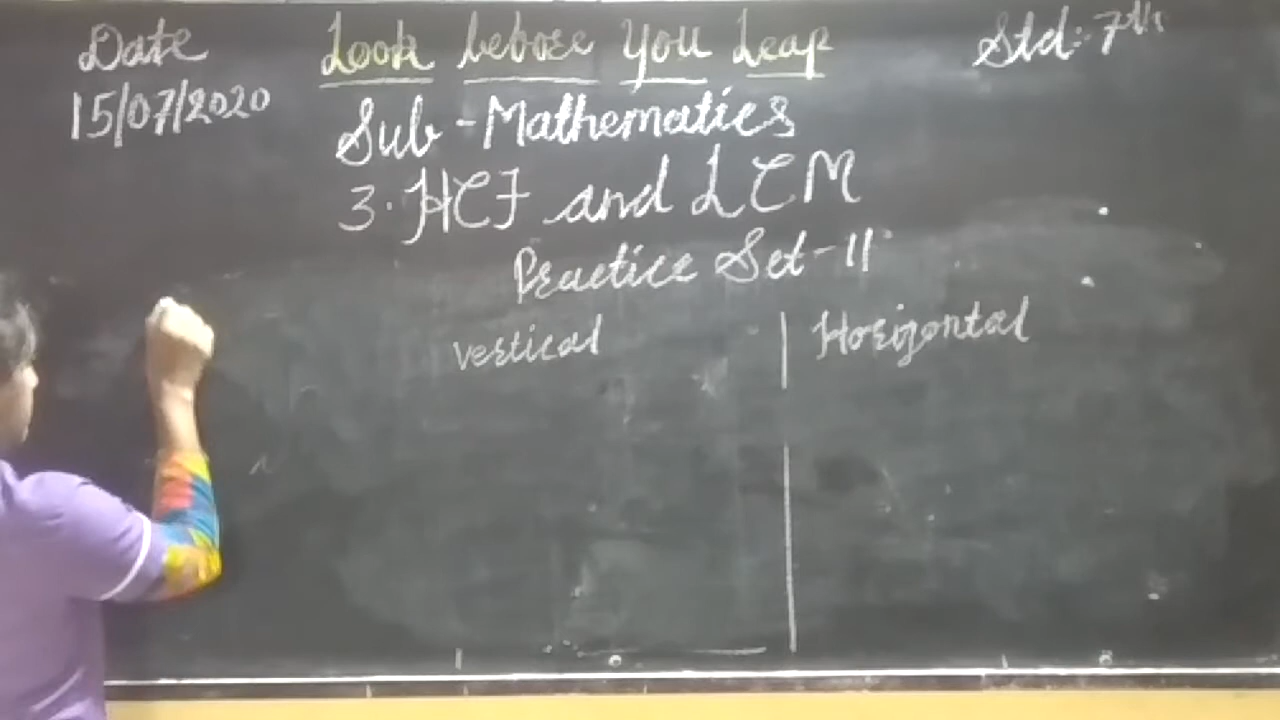 Date
15/07/2020
Look before You Leap
Std: 7th
Sub - Mathematics
3. HCF and LCM
Practice Set - 11
vertical
Horizontal